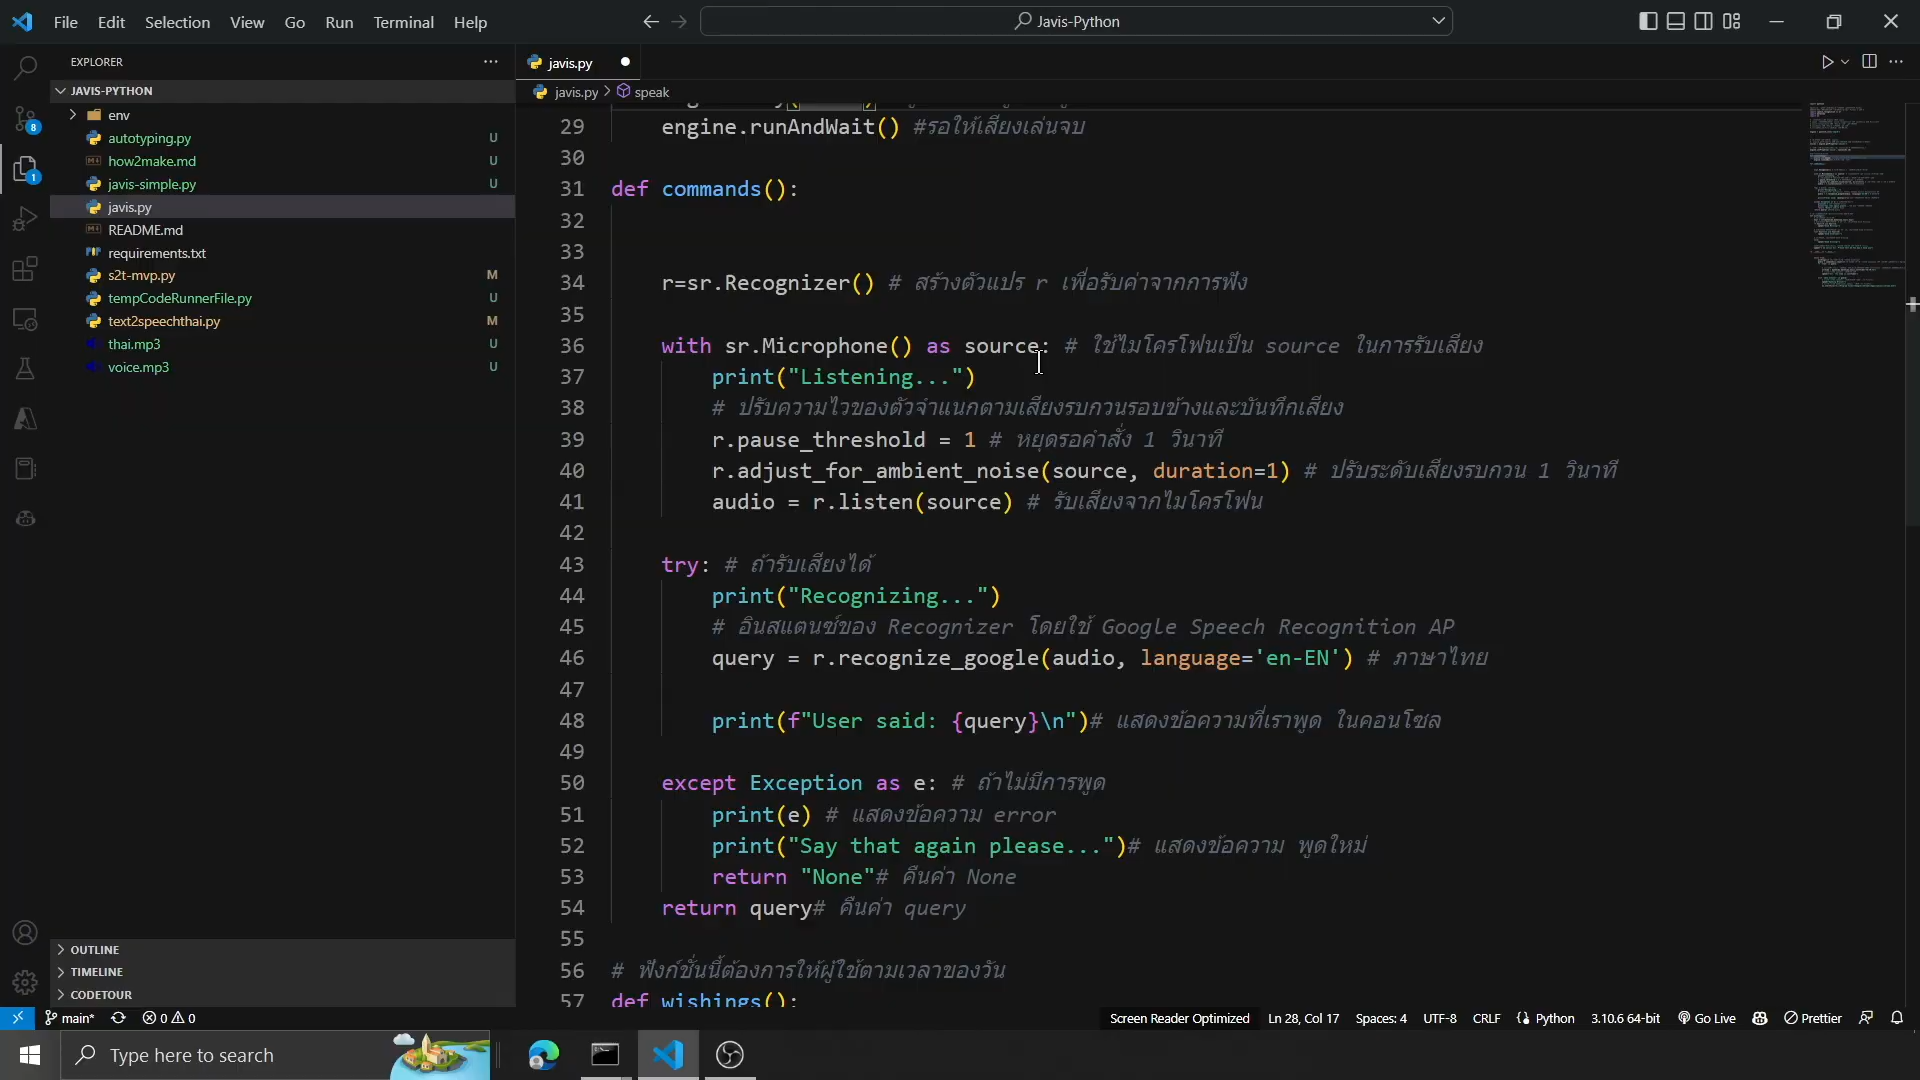 File Edit Selection View Go Run Terminal Help
Javis-Python
EXPLORER
JAVIS-PYTHON
env
autotyping.py U
how2make.md U
javis-simple.py U
javis.py
README.md
requirements.txt
s2t-mvp.py M
tempCodeRunnerFile.py U
text2speechthai.py M
thai.mp3 U
voice.mp3 U
OUTLINE
TIMELINE
CODETOUR
8
1
javis.py
javis.py > speak
29 engine.runAndWait() #รอให้เสียงเล่นจบ
30
31 def commands():
32
33
34 r=sr.Recognizer() # สร้างตัวแปร r เพื่อรับค่าจากการฟัง
35
36 with sr.Microphone() as source: # ใช้ไมโครโฟนเป็น source ในการรับเสียง
37 print("Listening...")
38 # ปรับความไวของตัวจำแนกตามเสียงรบกวนรอบข้างและบันทึกเสียง
39 r.pause_threshold = 1 # หยุดรอคำสั่ง 1 วินาที
40 r.adjust_for_ambient_noise(source, duration=1) # ปรับระดับเสียงรบกวน 1 วินาที
41 audio = r.listen(source) # รับเสียงจากไมโครโฟน
42
43 try: # ถ้ารับเสียงได้
44 print("Recognizing...")
45 # อินสแตนซ์ของ Recognizer โดยใช้ Google Speech Recognition AP
46 query = r.recognize_google(audio, language='en-EN') # ภาษาไทย
47
48 print(f"User said: {query}\n")# แสดงข้อความที่เราพูด ในคอนโซล
49
50 except Exception as e: # ถ้าไม่มีการพูด
51 print(e) # แสดงข้อความ error
52 print("Say that again please...")# แสดงข้อความ พูดใหม่
53 return "None"# คืนค่า None
54 return query# คืนค่า query
55
56 # ฟังก์ชั่นนี้ต้องการให้ผู้ใช้ตามเวลาของวัน
57 def wishings():
main* 0 0 Screen Reader Optimized Ln 28, Col 17 Spaces: 4 UTF-8 CRLF Python 3.10.6 64-bit Go Live Prettier
Type here to search